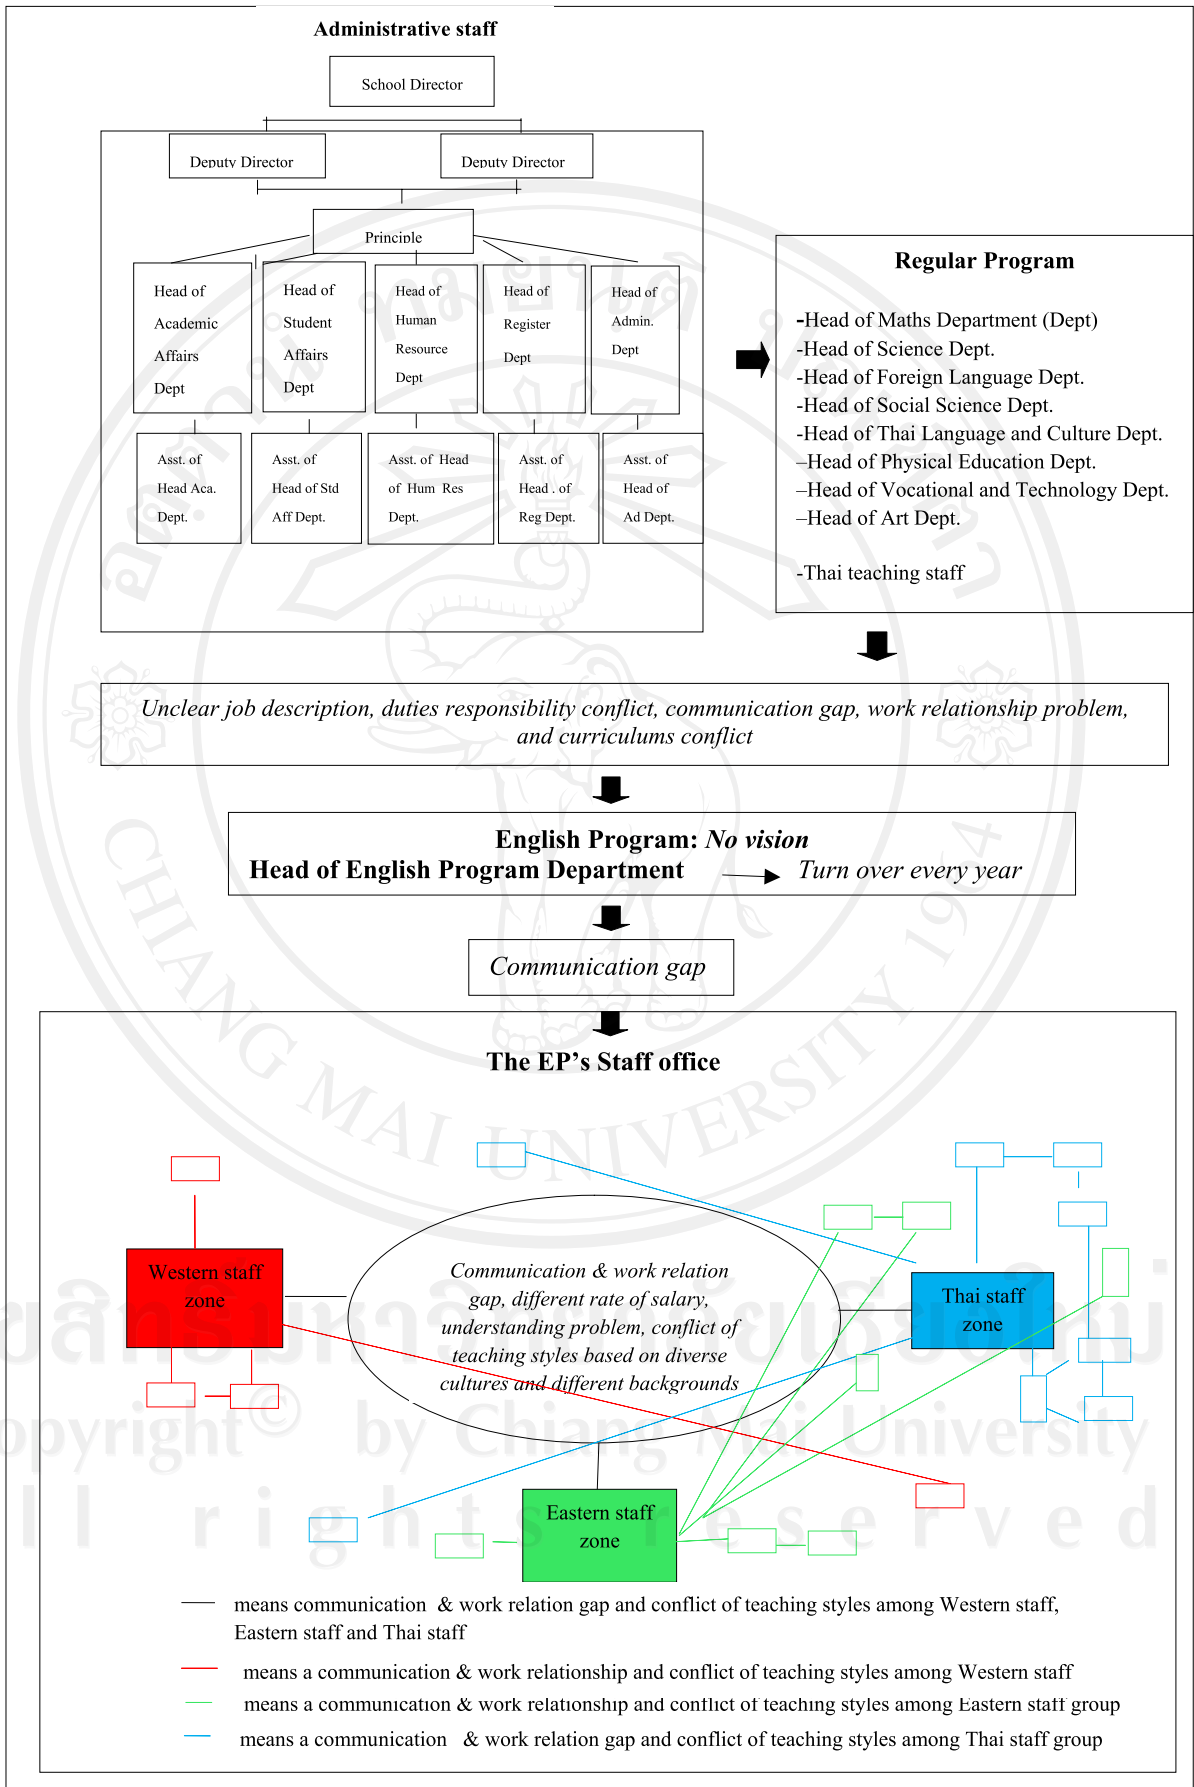 Administrative staff
School Director
Deputy Director
Deputy Director
Principle
Head of
Academic
Affairs
Dept
Head of
Student
Affairs
Dept
Head of
Human
Resource
Dept
Head of
Register
Dept
Head of
Admin.
Dept
Asst. of
Head Aca.
Dept.
Asst. of
Head of Std
Aff Dept.
Asst. of Head
of Hum Res
Dept.
Asst. of
Head . of
Reg Dept.
Asst. of
Head of
Ad Dept.
Regular Program
-Head of Maths Department (Dept)
-Head of Science Dept.
-Head of Foreign Language Dept.
-Head of Social Science Dept.
-Head of Thai Language and Culture Dept.
–Head of Physical Education Dept.
–Head of Vocational and Technology Dept.
–Head of Art Dept.
-Thai teaching staff
Unclear job description, duties responsibility conflict, communication gap, work relationship problem,
and curriculums conflict
English Program: No vision
Head of English Program Department
Turn over every year
Communication gap
The EP's Staff office
Western staff
zone
Communication & work relation
gap, different rate of salary,
understanding problem, conflict of
teaching styles based on diverse
cultures and different backgrounds
Thai staff
zone
Eastern staff
zone
means communication & work relation gap and conflict of teaching styles among Western staff,
Eastern staff and Thai staff
means a communication & work relationship and conflict of teaching styles among Western staff
means a communication & work relationship and conflict of teaching styles among Eastern staff group
means a communication & work relation gap and conflict of teaching styles among Thai staff group
CHIANG MAI UNIVERSITY 1964
Copyright© by Chiang Mai University
All rights reserved